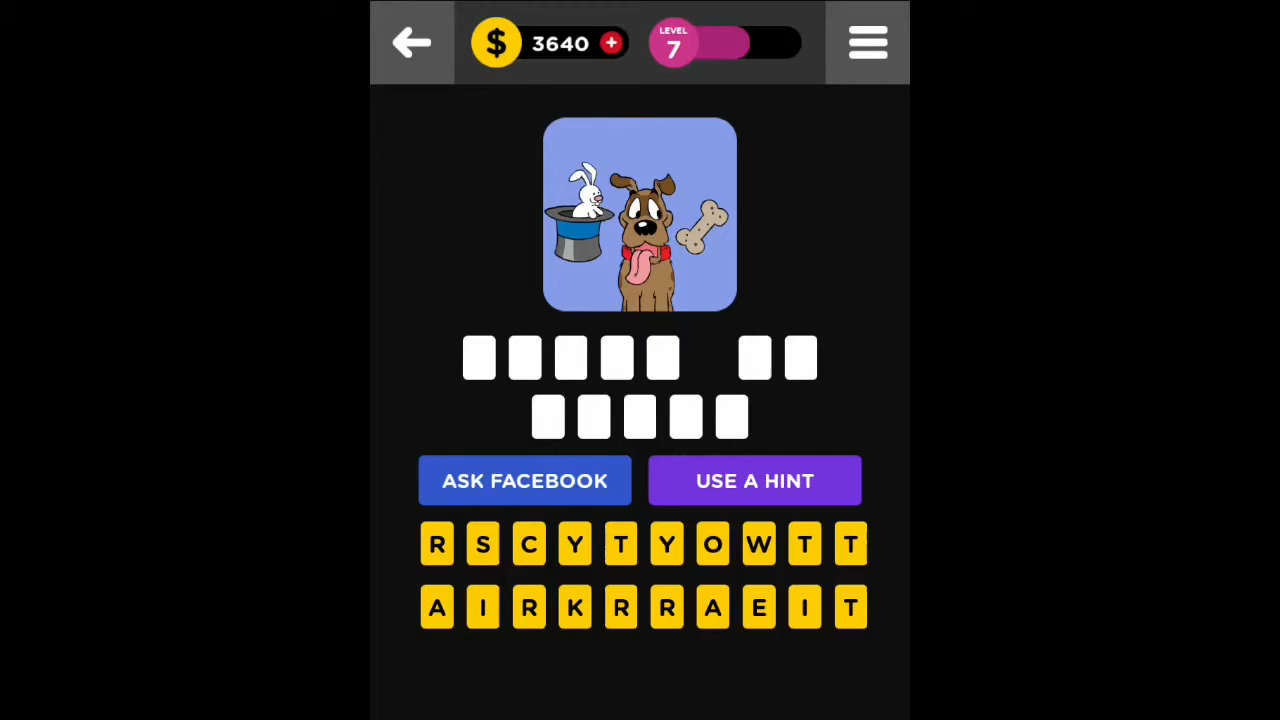 $ 3640 + LEVEL
7
ASK FACEBOOK USE A HINT
R S C Y T Y O W T T
A I R K R R A E I T